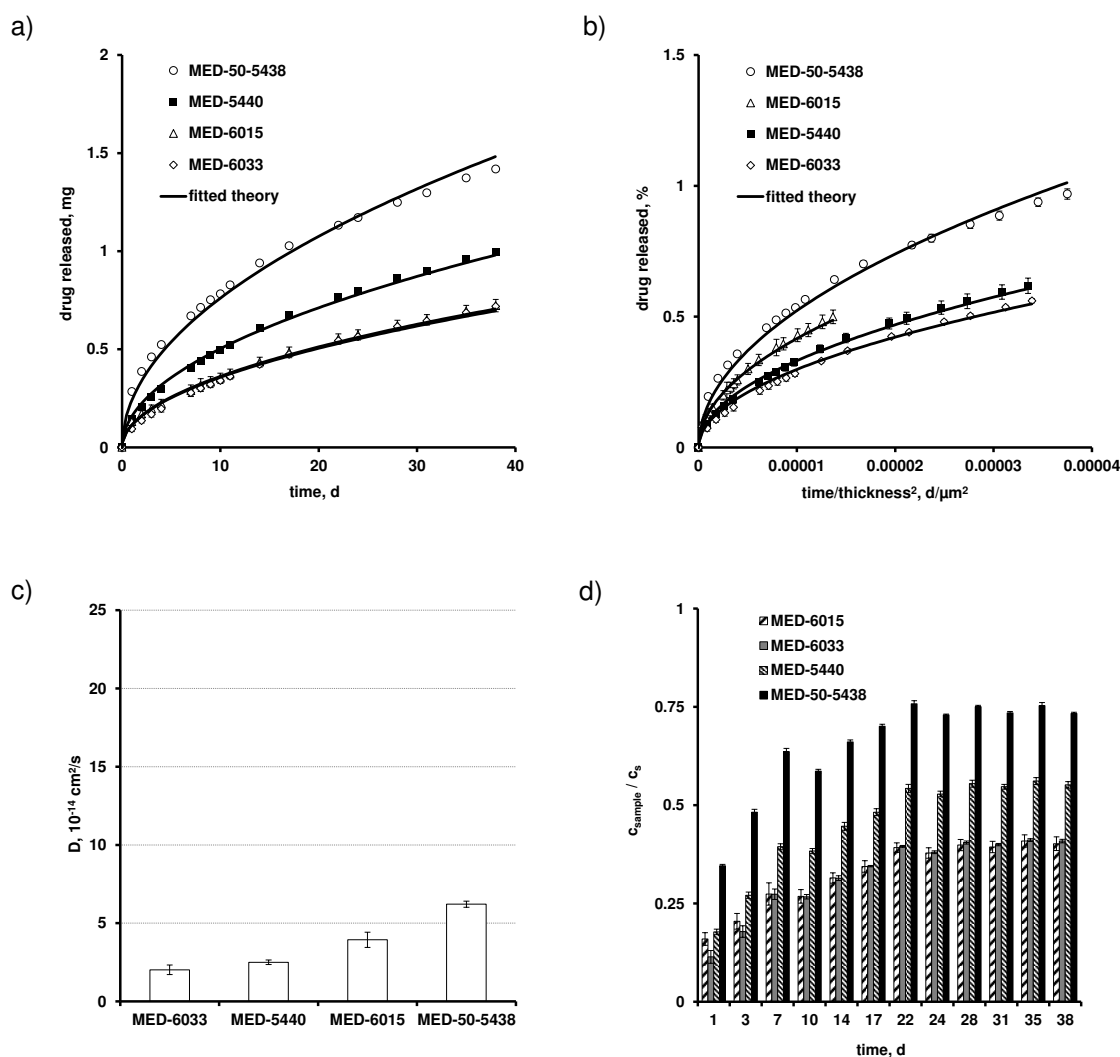 a)
2
1.5
1
0.5
0
0
10
20
30
40
drug released, mg
time, d
MED-50-5438
MED-5440
MED-6015
MED-6033
fitted theory
b)
1.5
1
0.5
0
0
0.00001
0.00002
0.00003
0.00004
drug released, %
time/thickness², d/µm²
MED-50-5438
MED-6015
MED-5440
MED-6033
fitted theory
c)
25
20
15
10
5
0
D, 10⁻¹⁴ cm²/s
MED-6033
MED-5440
MED-6015
MED-50-5438
d)
1
0.75
0.5
0.25
0
c_sample / c_s
MED-6015
MED-6033
MED-5440
MED-50-5438
1
3
7
10
14
17
22
24
28
31
35
38
time, d